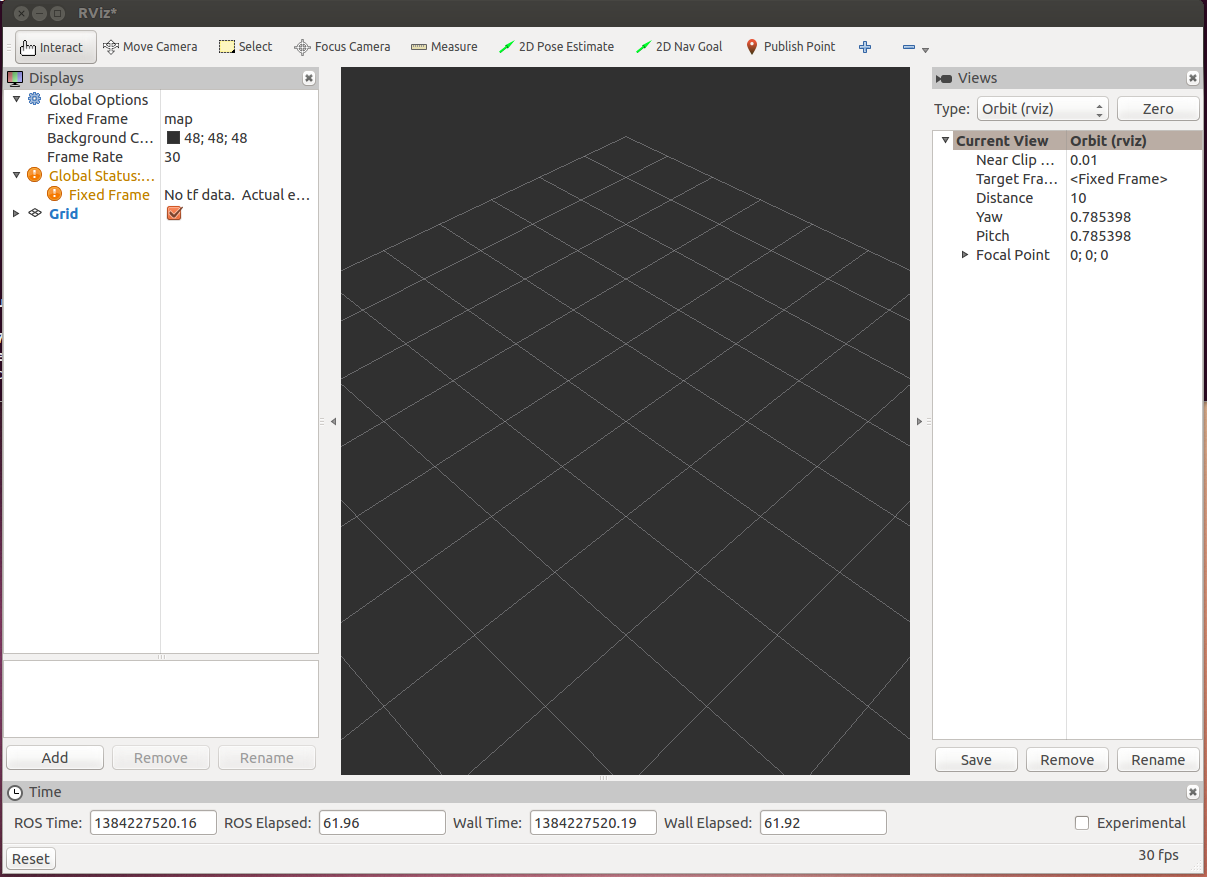 RViz*
Interact Move Camera Select Focus Camera Measure 2D Pose Estimate 2D Nav Goal Publish Point
Displays
Global Options
Fixed Frame map
Background C... 48; 48; 48
Frame Rate 30
Global Status:...
Fixed Frame No tf data.  Actual e...
Grid
Add Remove Rename
Views
Type: Orbit (rviz) Zero
Current View Orbit (rviz)
Near Clip ... 0.01
Target Fra... <Fixed Frame>
Distance 10
Yaw 0.785398
Pitch 0.785398
Focal Point 0; 0; 0
Save Remove Rename
Time
ROS Time: 1384227520.16 ROS Elapsed: 61.96 Wall Time: 1384227520.19 Wall Elapsed: 61.92 Experimental
Reset 30 fps